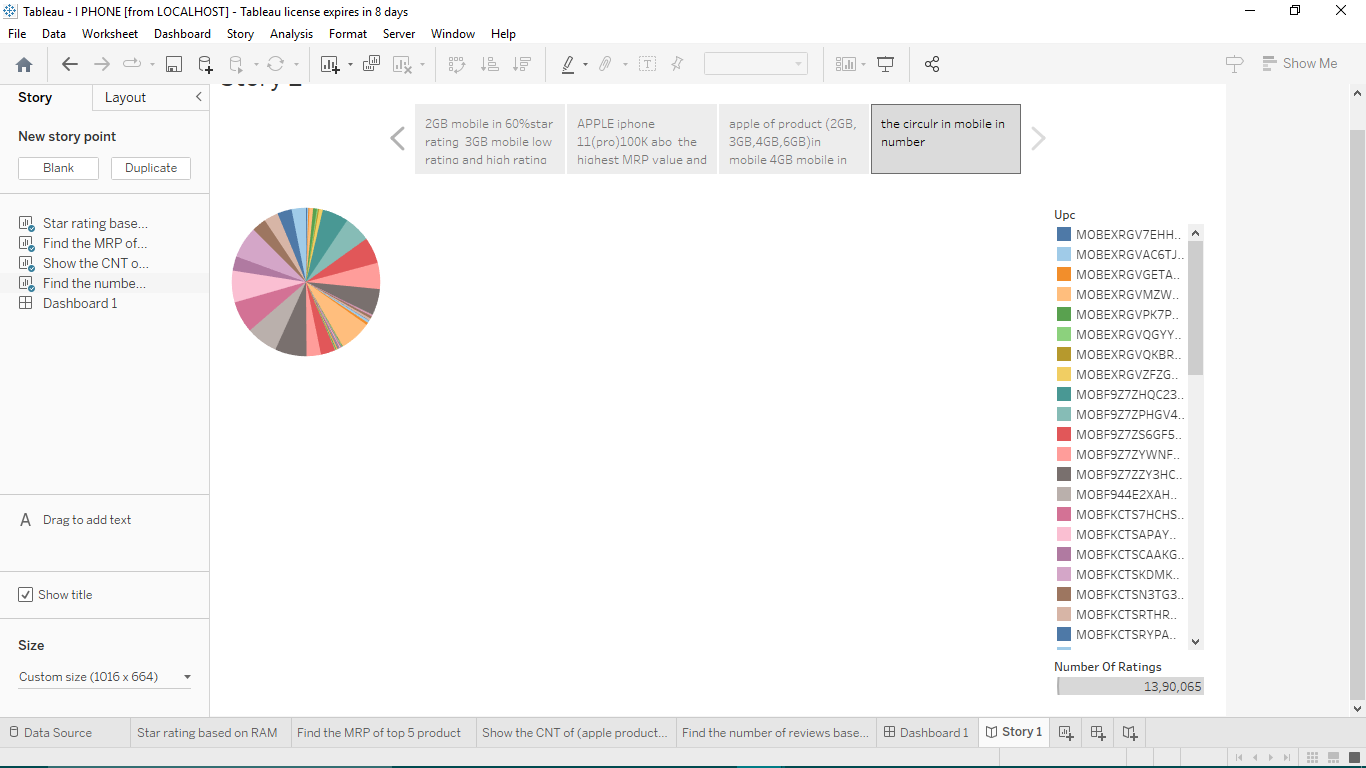 Tableau - I PHONE [from LOCALHOST] - Tableau license expires in 8 days
File Data Worksheet Dashboard Story Analysis Format Server Window Help
Show Me
Story Layout
New story point
Blank Duplicate
Star rating base...
Find the MRP of...
Show the CNT o...
Find the numbe...
Dashboard 1
A Drag to add text
Show title
Size
Custom size (1016 x 664)
2GB mobile in 60%star
rating 3GB mobile low
rating and high rating
APPLE iphone
11(pro)100K abo the
highest MRP value and
apple of product (2GB,
3GB,4GB,6GB)in
mobile 4GB mobile in
the circulr in mobile in
number
Upc
MOBEXRGV7EHH..
MOBEXRGVAC6TJ..
MOBEXRGVGETA..
MOBEXRGVMZW..
MOBEXRGVPK7P..
MOBEXRGVQGYY..
MOBEXRGVQKBR..
MOBEXRGVZFZG..
MOBF9Z7ZHQC23..
MOBF9Z7ZPHGV4..
MOBF9Z7ZS6GF5..
MOBF9Z7ZYWNF..
MOBF9Z7ZZY3HC..
MOBF944E2XAH..
MOBFKCTS7HCHS..
MOBFKCTSAPAY..
MOBFKCTSCAAKG..
MOBFKCTSKDMK..
MOBFKCTSN3TG3..
MOBFKCTSRTHR..
MOBFKCTSRYPA..
Number Of Ratings
13,90,065
Data Source Star rating based on RAM Find the MRP of top 5 product Show the CNT of (apple product... Find the number of reviews base... Dashboard 1 Story 1